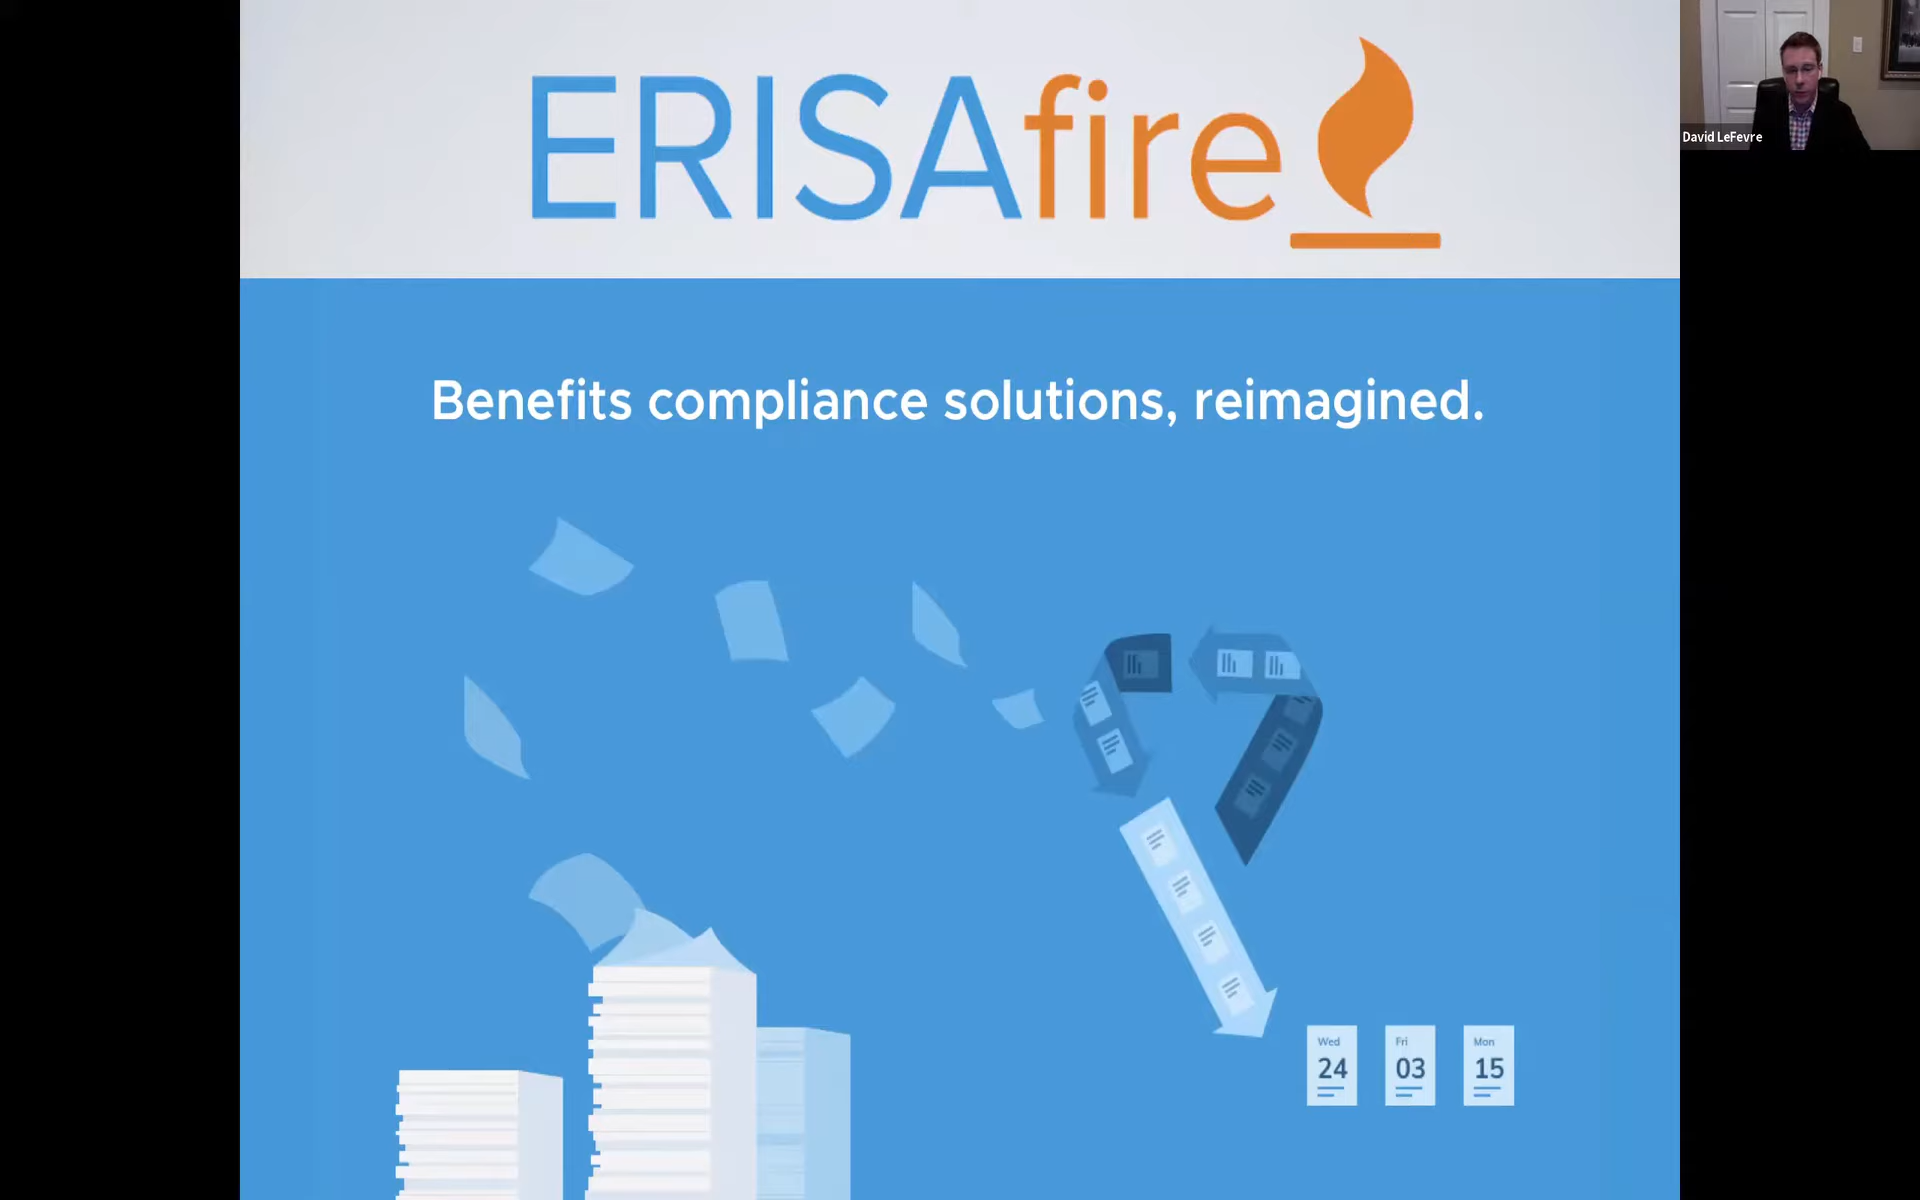 ERISAfire
David LeFevre
Benefits compliance solutions, reimagined.
Wed
24
Fri
03
Mon
15